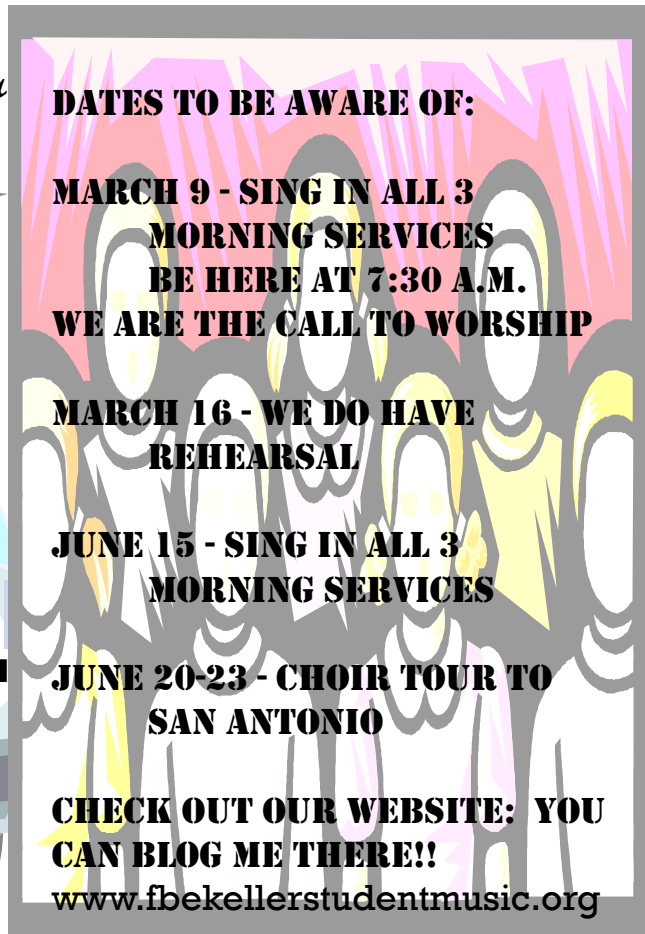 DATES TO BE AWARE OF:
MARCH 9 - SING IN ALL 3
MORNING SERVICES
BE HERE AT 7:30 A.M.
WE ARE THE CALL TO WORSHIP
MARCH 16 - WE DO HAVE
REHEARSAL
JUNE 15 - SING IN ALL 3
MORNING SERVICES
JUNE 20-23 - CHOIR TOUR TO
SAN ANTONIO
CHECK OUT OUR WEBSITE: YOU
CAN BLOG ME THERE!!
www.fbekellerstudentmusic.org